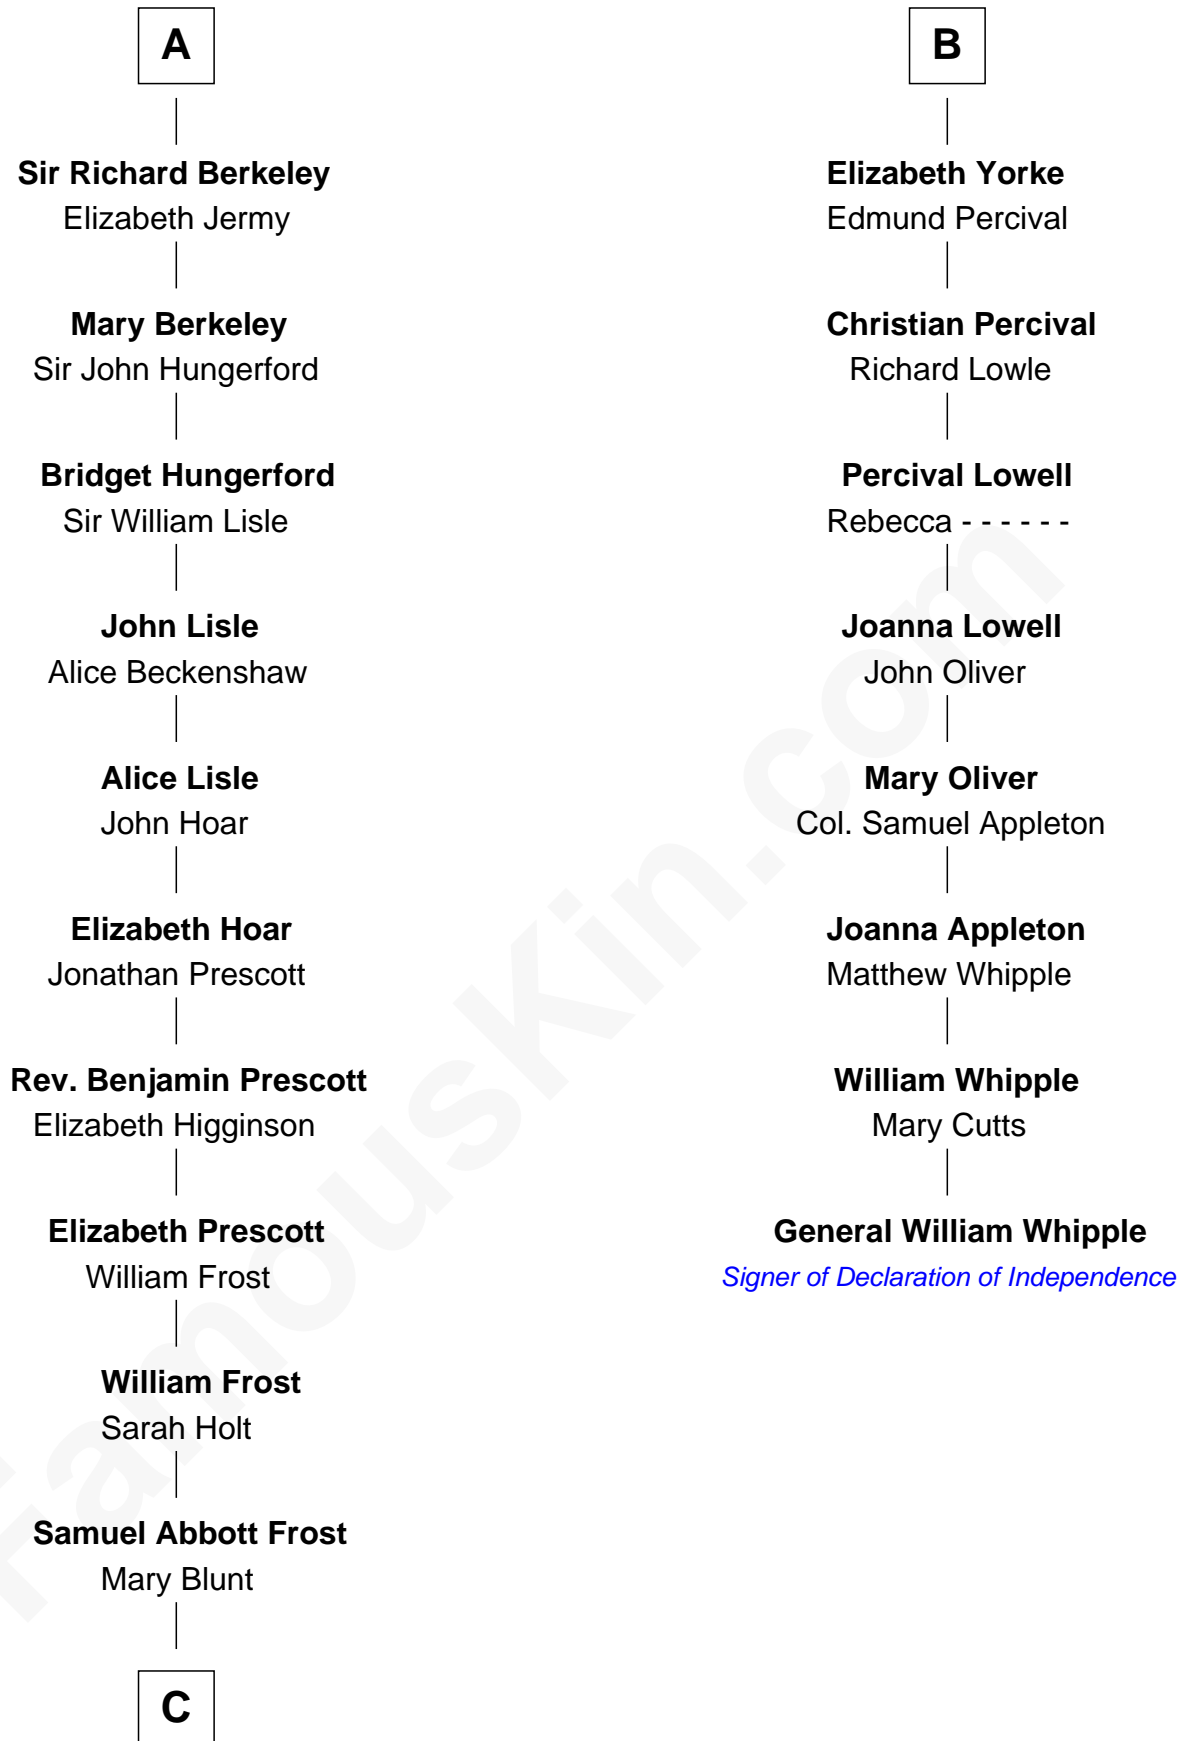 A
Sir Richard Berkeley
Elizabeth Jermy
Mary Berkeley
Sir John Hungerford
Bridget Hungerford
Sir William Lisle
John Lisle
Alice Beckenshaw
Alice Lisle
John Hoar
Elizabeth Hoar
Jonathan Prescott
Rev. Benjamin Prescott
Elizabeth Higginson
Elizabeth Prescott
William Frost
William Frost
Sarah Holt
Samuel Abbott Frost
Mary Blunt
C
B
Elizabeth Yorke
Edmund Percival
Christian Percival
Richard Lowle
Percival Lowell
Rebecca - - - - - -
Joanna Lowell
John Oliver
Mary Oliver
Col. Samuel Appleton
Joanna Appleton
Matthew Whipple
William Whipple
Mary Cutts
General William Whipple
Signer of Declaration of Independence
FamousKin.com